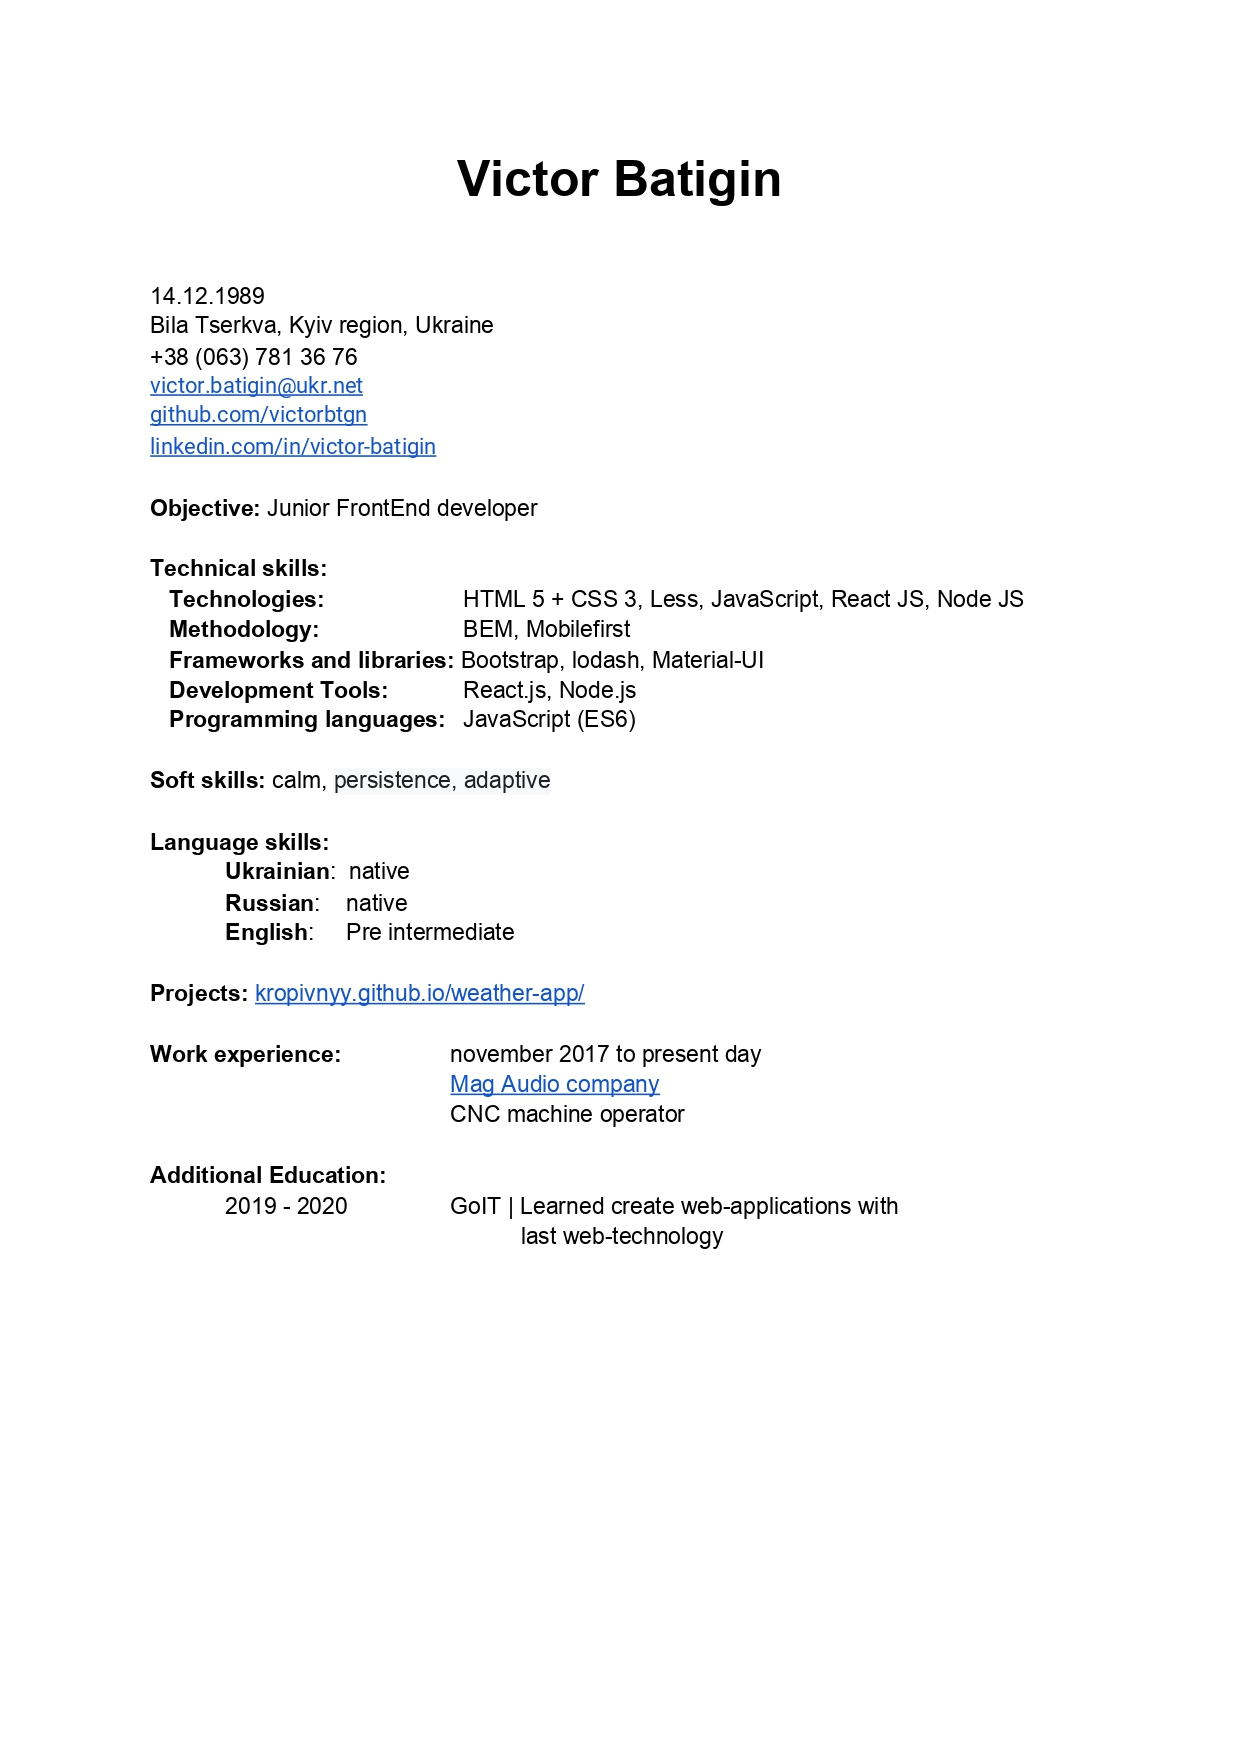 Victor Batigin
14.12.1989
Bila Tserkva, Kyiv region, Ukraine
+38 (063) 781 36 76
victor.batigin@ukr.net
github.com/victorbtgn
linkedin.com/in/victor-batigin
Objective: Junior FrontEnd developer
Technical skills:
Technologies: HTML 5 + CSS 3, Less, JavaScript, React JS, Node JS
Methodology: BEM, Mobilefirst
Frameworks and libraries: Bootstrap, lodash, Material-UI
Development Tools: React.js, Node.js
Programming languages: JavaScript (ES6)
Soft skills: calm, persistence, adaptive
Language skills:
Ukrainian: native
Russian: native
English: Pre intermediate
Projects: kropivnyy.github.io/weather-app/
Work experience: november 2017 to present day
Mag Audio company
CNC machine operator
Additional Education:
2019 - 2020 GoIT | Learned create web-applications with
last web-technology